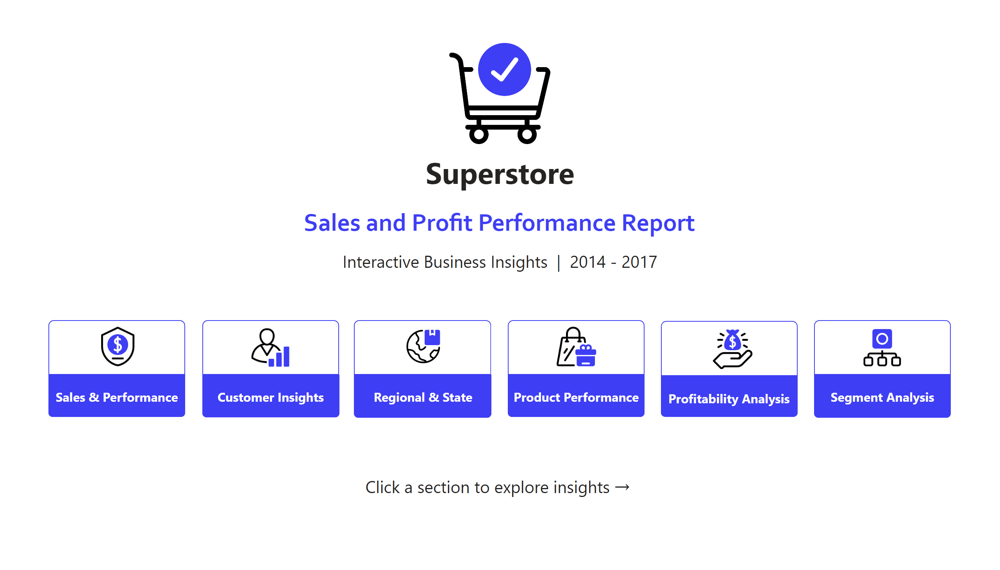 Superstore
Sales and Profit Performance Report
Interactive Business Insights | 2014 - 2017
Sales & Performance
Customer Insights
Regional & State
Product Performance
Profitability Analysis
Segment Analysis
Click a section to explore insights →